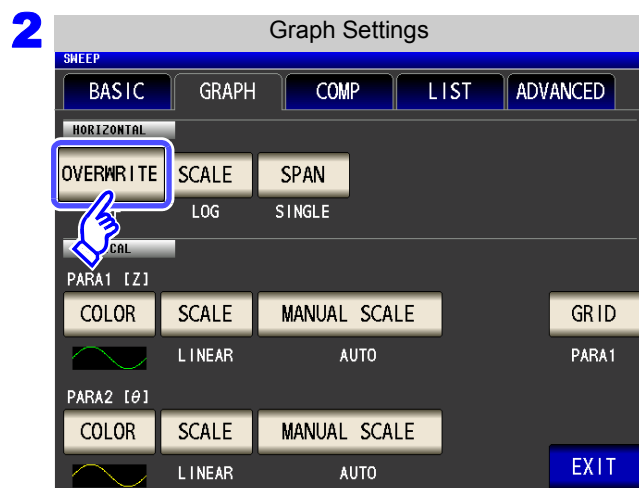 2
Graph Settings
SWEEP
BASIC GRAPH COMP LIST ADVANCED
HORIZONTAL
OVERWRITE SCALE SPAN
LOG SINGLE
PARA1 [Z]
COLOR SCALE MANUAL SCALE GRID
LINEAR AUTO PARA1
PARA2 [θ]
COLOR SCALE MANUAL SCALE
LINEAR AUTO EXIT